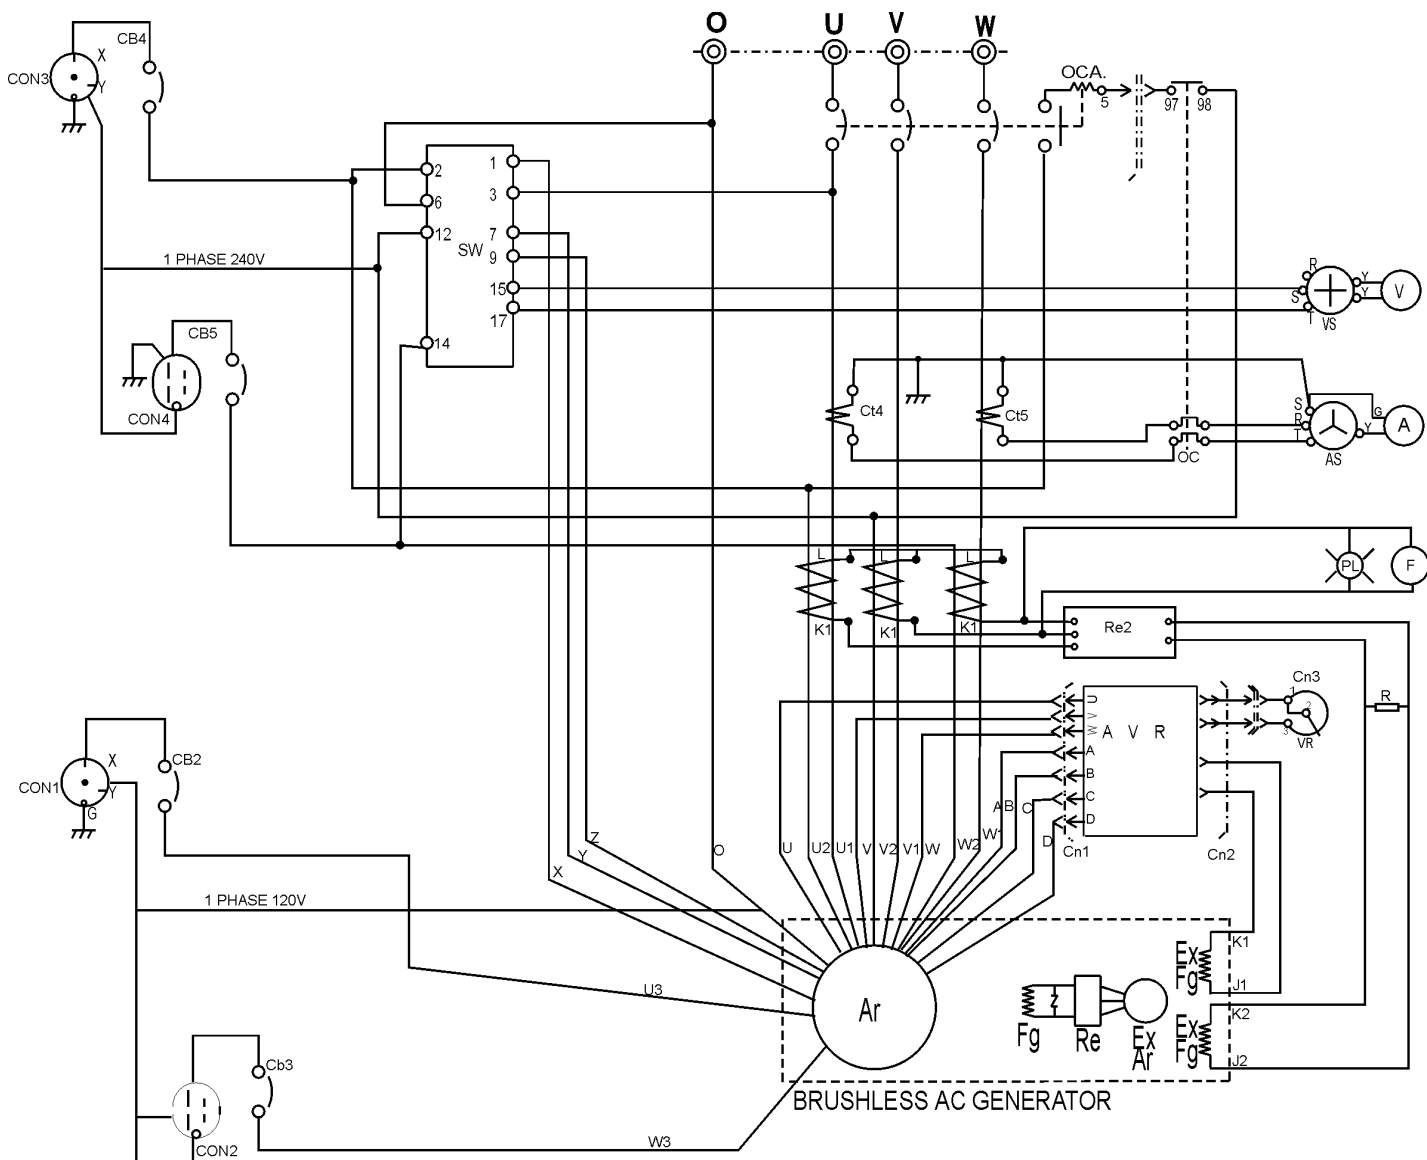 O U V W
CB4
X
CON3
Y
OCA.
5 97 98
2 1
6 3
12 7
SW 9
15
17
14
1 PHASE 240V
R
S
T
VS
Y
Y
V
CB5
CON4
Ct4
Ct5
S
R
T
AS
G
Y
A
OC
L L L
K1 K1 K1
PL
F
Re2
Cn3
1
2
3
VR
R
U
V
W
A
B
C
D
A V R
Cn1
Cn2
CB2
X
CON1
Y
G
Z
Y
X
O
U U2 U1 V V2 V1 W W2 W1 A B C D
1 PHASE 120V
U3
Ar
Fg
Z
Re
Ex
Ar
Ex
Fg
K1
J1
Ex
Fg
K2
J2
BRUSHLESS AC GENERATOR
Cb3
CON2
W3